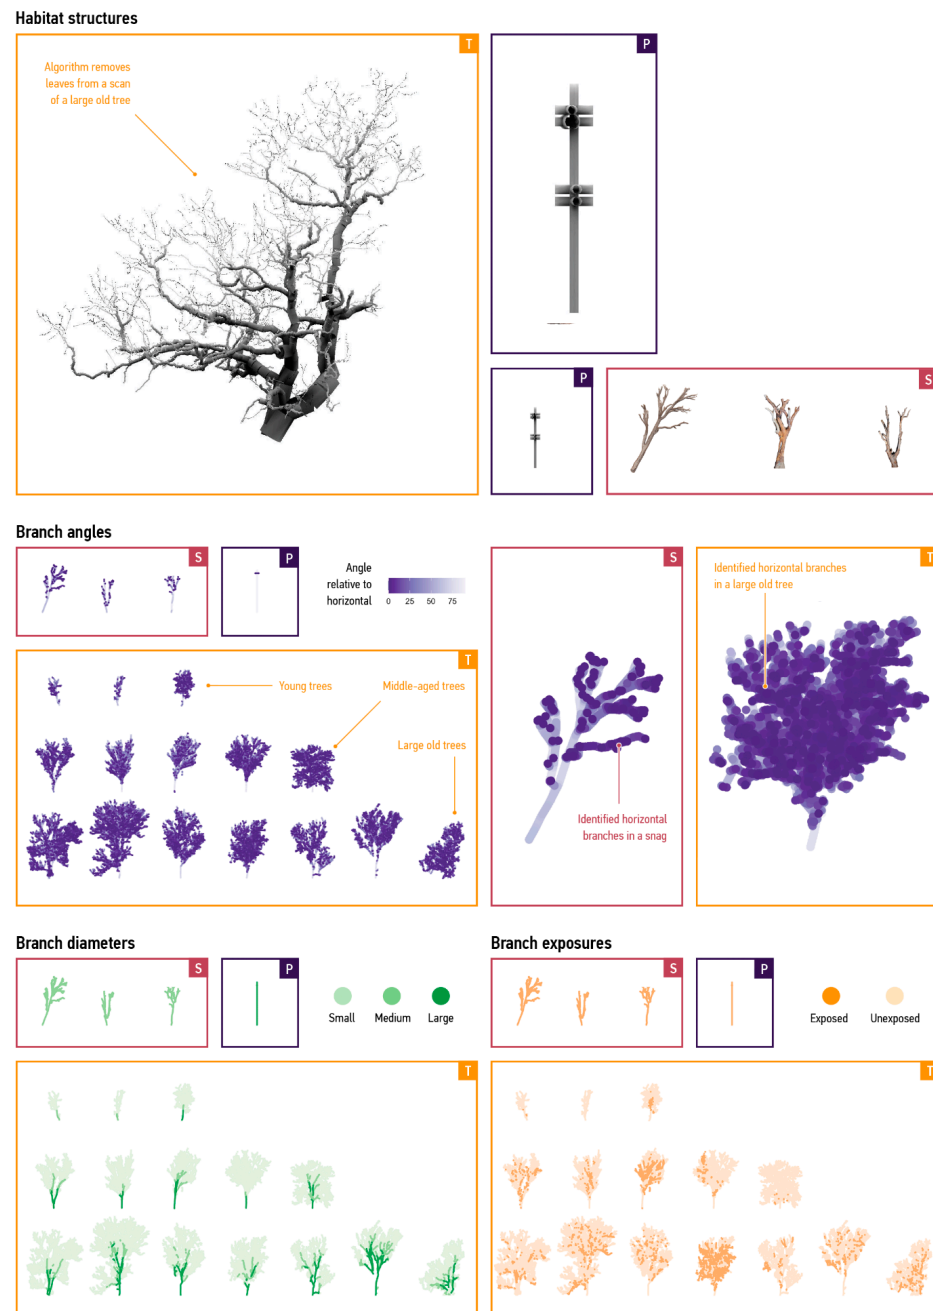 Habitat structures
T
Algorithm removes
leaves from a scan
of a large old tree
P
P
S
Branch angles
S
P
Angle
relative to
horizontal
0 25 50 75
T
Young trees
Middle-aged trees
Large old trees
S
Identified horizontal
branches in a snag
T
Identified horizontal branches
in a large old tree
Branch diameters
S
P
Small Medium Large
T
Branch exposures
S
P
Exposed Unexposed
T